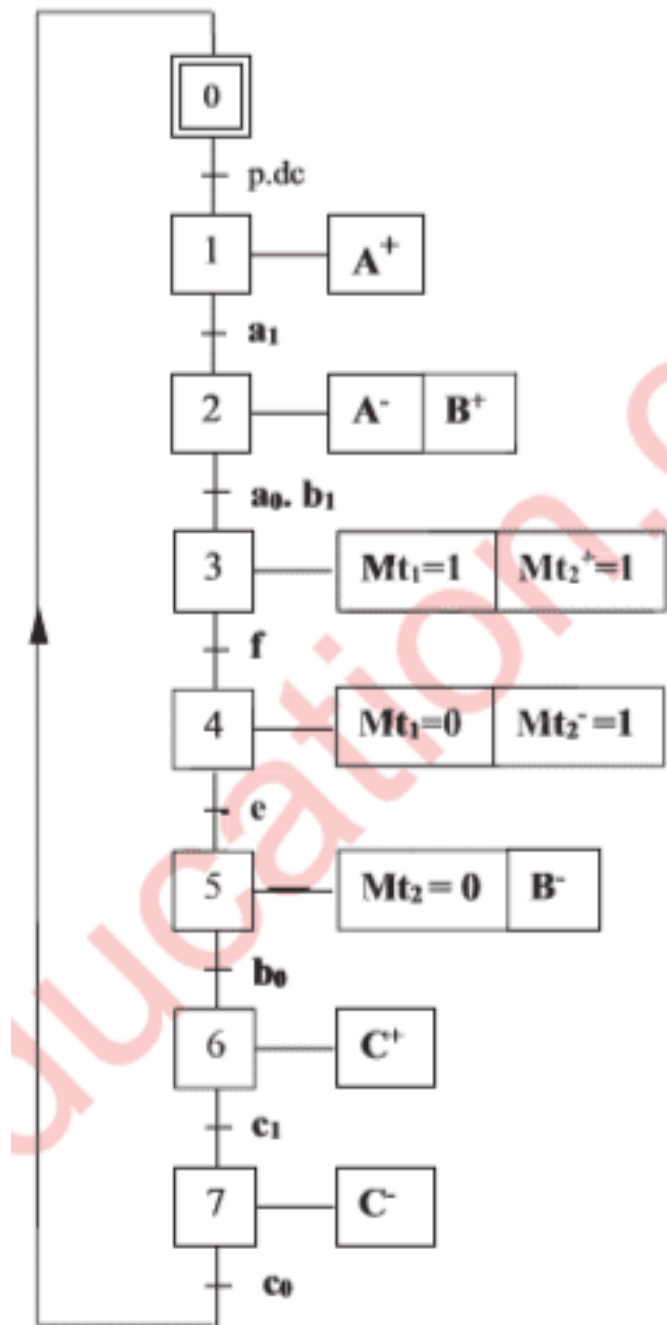 0
p.dc
1 A⁺
a₁
2 A⁻ B⁺
a₀. b₁
3 Mt₁=1 Mt₂⁺=1
f
4 Mt₁=0 Mt₂⁻=1
e
5 Mt₂ = 0 B⁻
b₀
6 C⁺
c₁
7 C⁻
c₀
ducation.